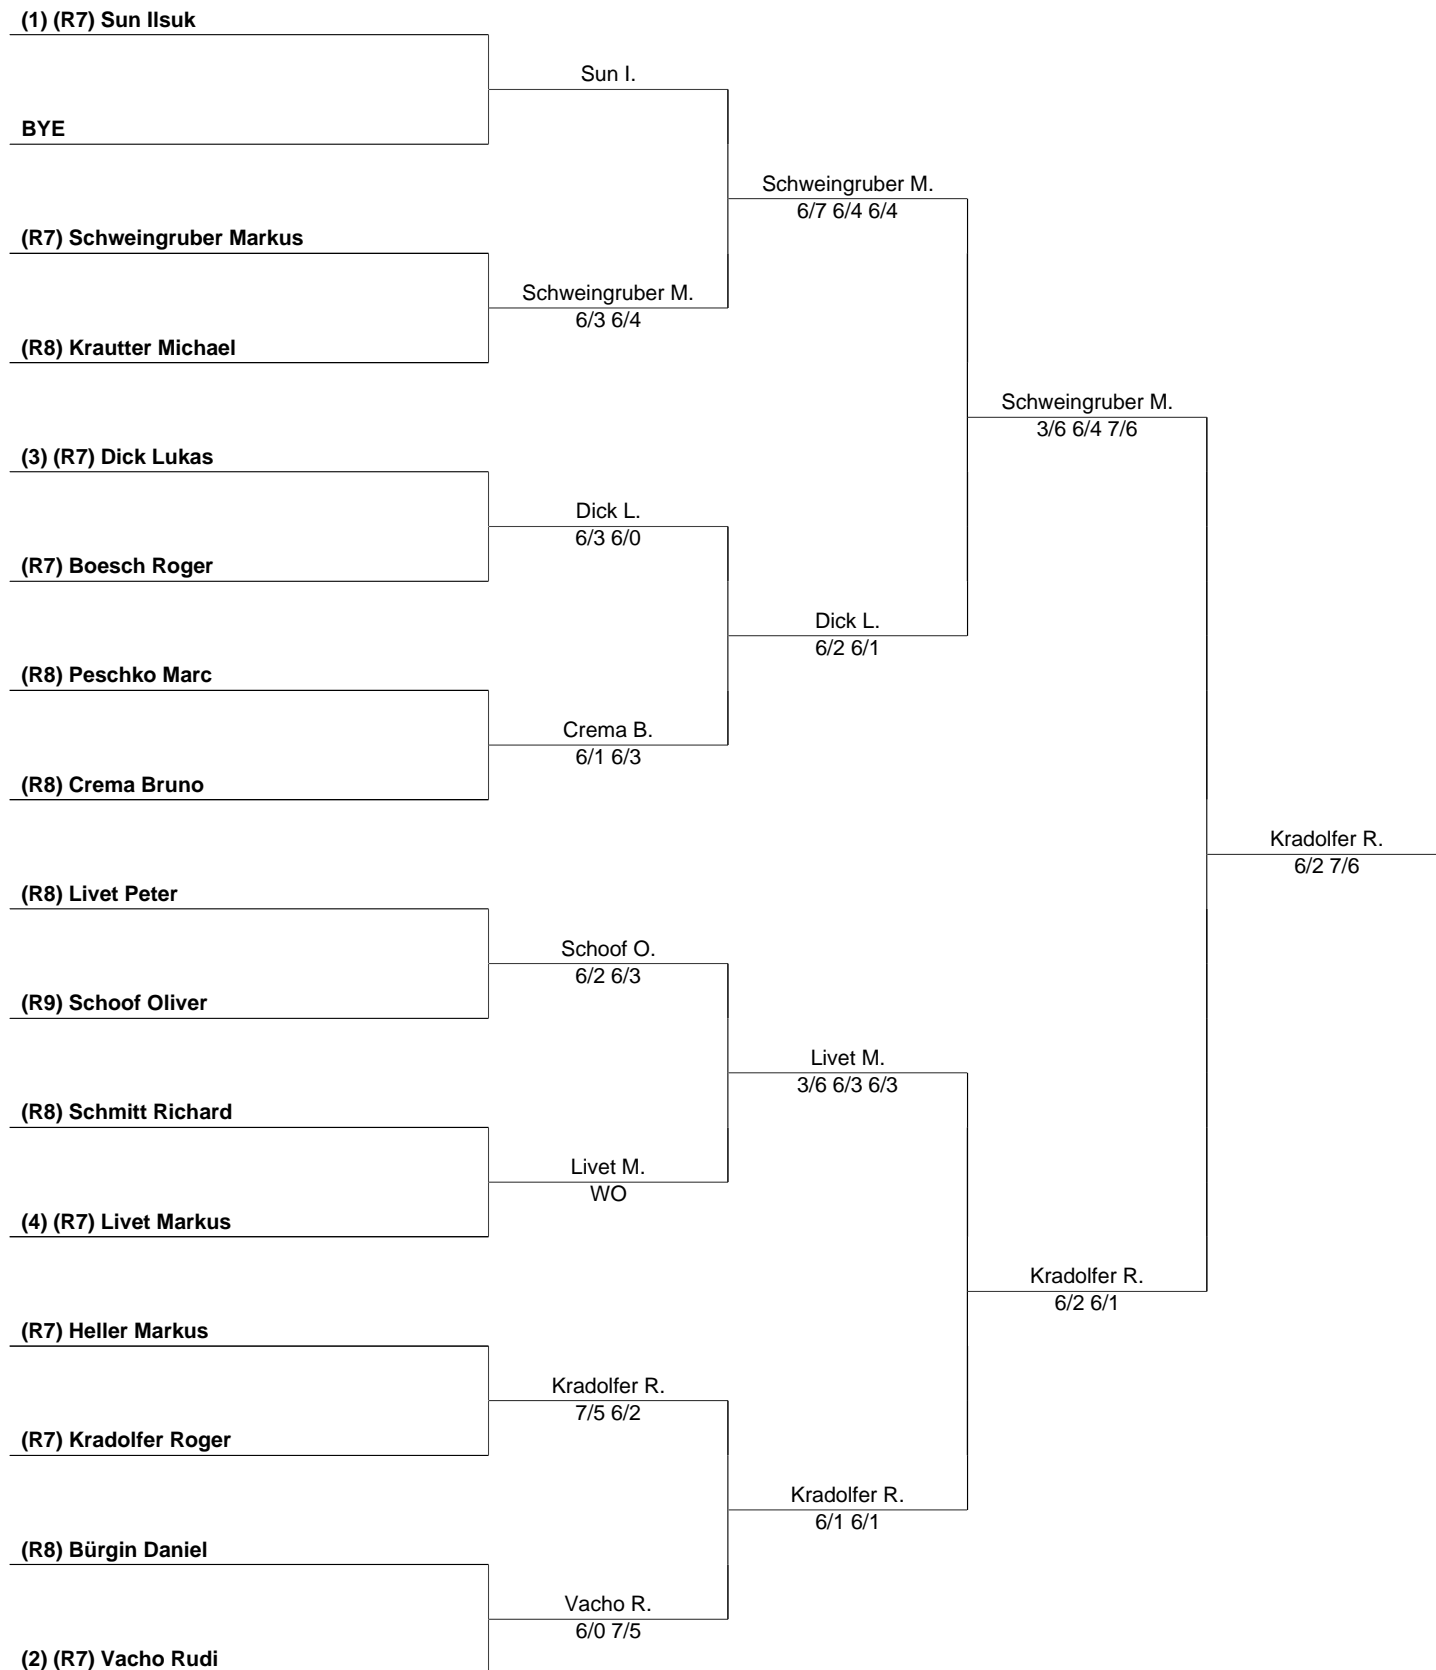 (1) (R7) Sun Ilsuk
Sun I.
BYE
Schweingruber M.
6/7 6/4 6/4
(R7) Schweingruber Markus
Schweingruber M.
6/3 6/4
(R8) Krautter Michael
Schweingruber M.
3/6 6/4 7/6
(3) (R7) Dick Lukas
Dick L.
6/3 6/0
(R7) Boesch Roger
Dick L.
6/2 6/1
(R8) Peschko Marc
Crema B.
6/1 6/3
(R8) Crema Bruno
Kradolfer R.
6/2 7/6
(R8) Livet Peter
Schoof O.
6/2 6/3
(R9) Schoof Oliver
Livet M.
3/6 6/3 6/3
(R8) Schmitt Richard
Livet M.
WO
(4) (R7) Livet Markus
Kradolfer R.
6/2 6/1
(R7) Heller Markus
Kradolfer R.
7/5 6/2
(R7) Kradolfer Roger
Kradolfer R.
6/1 6/1
(R8) Bürgin Daniel
Vacho R.
6/0 7/5
(2) (R7) Vacho Rudi